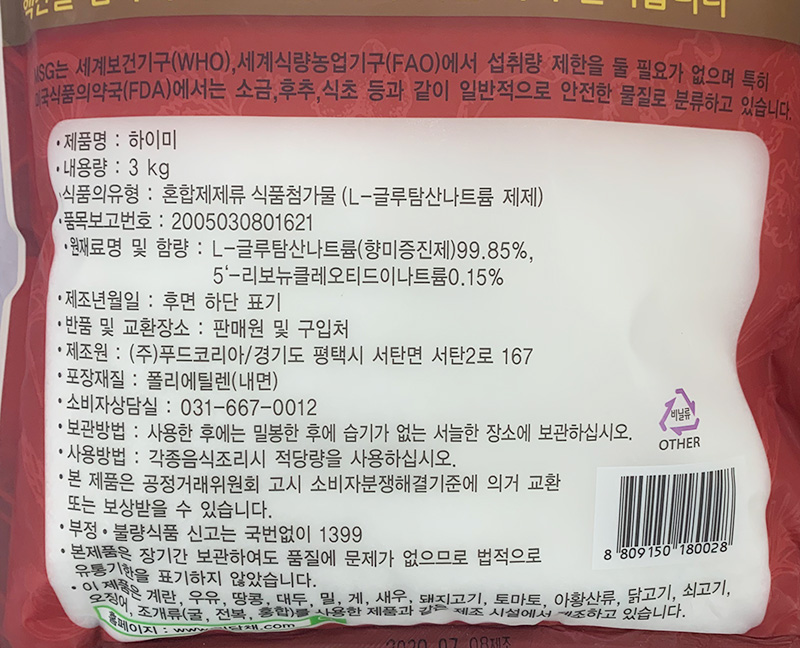 MSG는 세계보건기구(WHO),세계식량농업기구(FAO)에서 섭취량 제한을 둘 필요가 없으며 특히
미국식품의약국(FDA)에서는 소금,후추,식초 등과 같이 일반적으로 안전한 물질로 분류하고 있습니다.
•제품명 : 하이미
•내용량 : 3 kg
•식품의유형 : 혼합제제류 식품첨가물 (L-글루탐산나트륨 제제)
•품목보고번호 : 2005030801621
•원재료명 및 함량 : L-글루탐산나트륨(향미증진제)99.85%,
5‘-리보뉴클레오티드이나트륨0.15%
•제조년월일 : 후면 하단 표기
•반품 및 교환장소 : 판매원 및 구입처
•제조원 : (주)푸드코리아/경기도 평택시 서탄면 서탄2로 167
•포장재질 : 폴리에틸렌(내면)
•소비자상담실 : 031-667-0012
•보관방법 : 사용한 후에는 밀봉한 후에 습기가 없는 서늘한 장소에 보관하십시오.
•사용방법 : 각종음식조리시 적당량을 사용하십시오.
•본 제품은 공정거래위원회 고시 소비자분쟁해결기준에 의거 교환
또는 보상받을 수 있습니다.
•부정•불량식품 신고는 국번없이 1399
•본제품은 장기간 보관하여도 품질에 문제가 없으므로 법적으로
유통기한을 표기하지 않았습니다.
•이 제품은 계란, 우유, 땅콩, 대두, 밀, 게, 새우, 돼지고기, 토마토, 아황산류, 닭고기, 쇠고기,
오징어, 조개류(굴, 전복, 홍합)를 사용한 제품과 같은 제조 시설에서 제조하고 있습니다.
홈페이지 :
비닐류
OTHER
8 809150 180028
2020.07.08제조